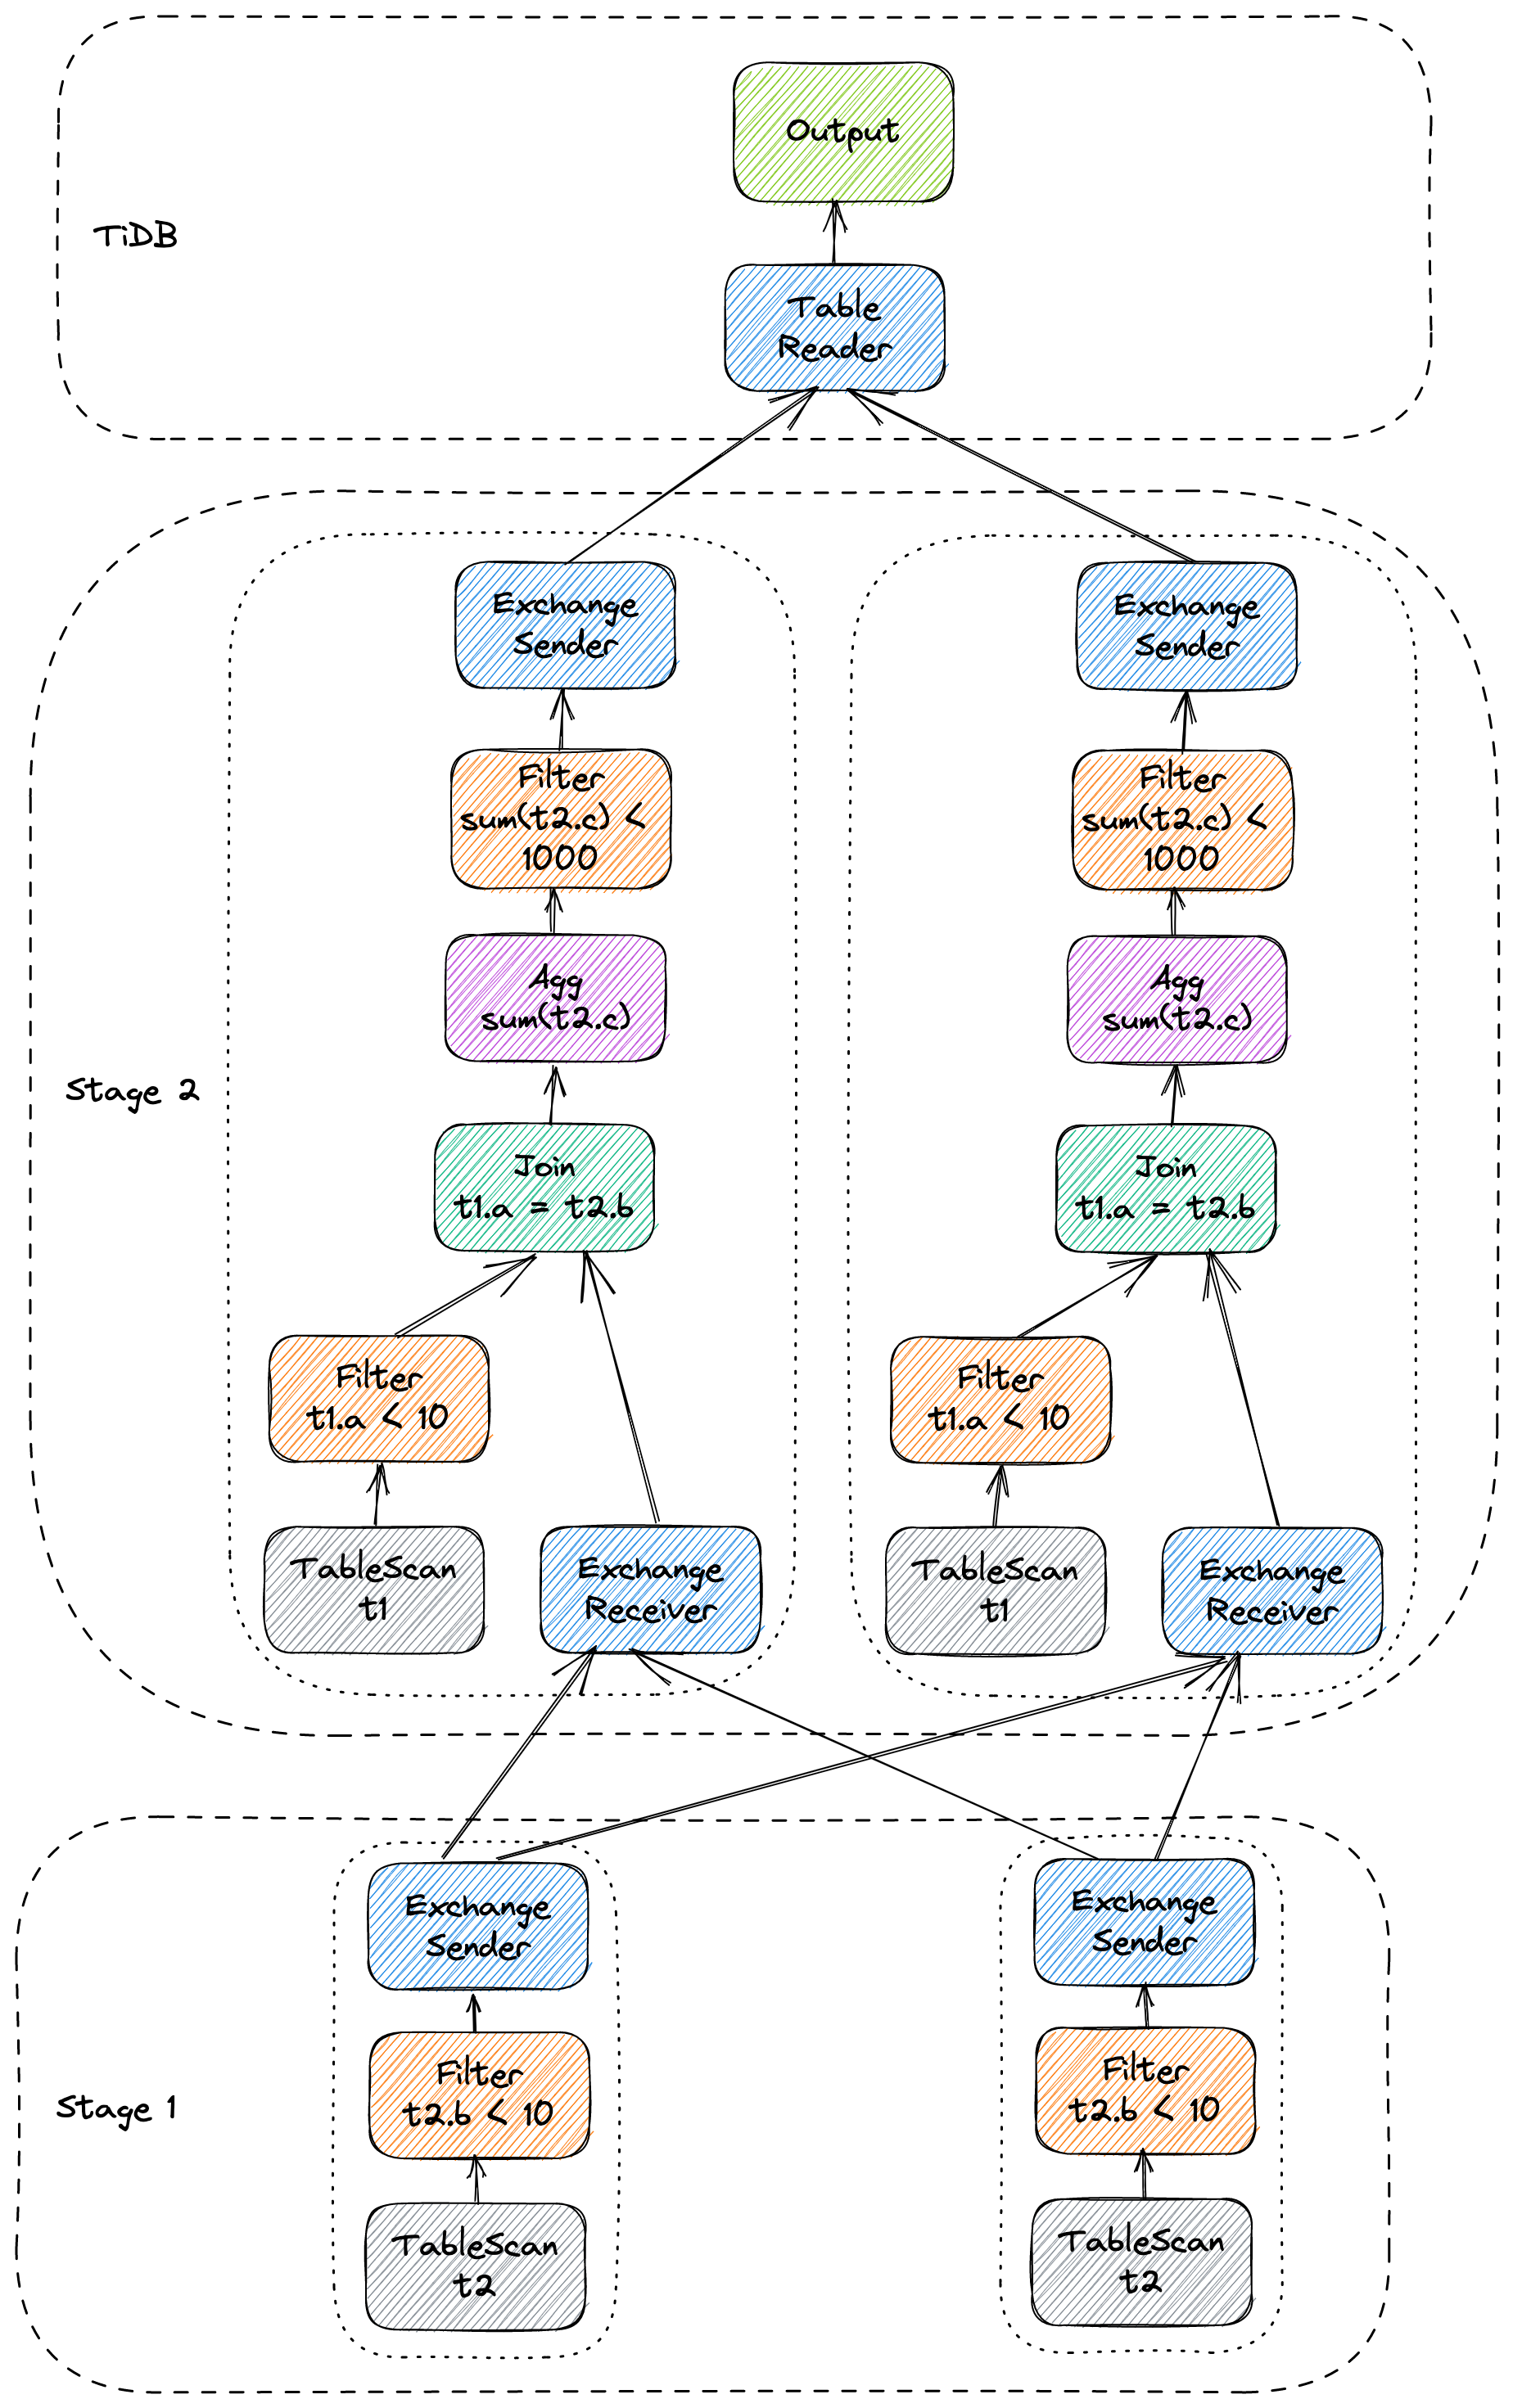 Output
TiDB
Table
Reader
Exchange
Sender
Exchange
Sender
Filter
sum(t2.c) <
1000
Filter
sum(t2.c) <
1000
Agg
sum(t2.c)
Agg
sum(t2.c)
Stage 2
Join
t1.a = t2.b
Join
t1.a = t2.b
Filter
t1.a < 10
Filter
t1.a < 10
TableScan
t1
Exchange
Receiver
TableScan
t1
Exchange
Receiver
Exchange
Sender
Exchange
Sender
Stage 1
Filter
t2.b < 10
Filter
t2.b < 10
TableScan
t2
TableScan
t2